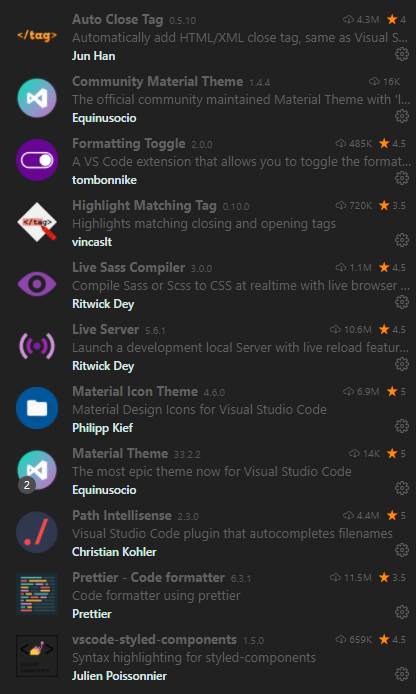 Auto Close Tag 0.5.10 4.3M ★ 4
</tag> Automatically add HTML/XML close tag, same as Visual S...
Jun Han
Community Material Theme 1.4.4 16K
The official community maintained Material Theme with 'l...
Equinusocio
Formatting Toggle 2.0.0 485K ★ 4.5
A VS Code extension that allows you to toggle the format...
tombonnike
Highlight Matching Tag 0.10.0 720K ★ 3.5
</tag> Highlights matching closing and opening tags
vincaslt
Live Sass Compiler 3.0.0 1.1M ★ 4.5
Compile Sass or Scss to CSS at realtime with live browser ...
Ritwick Dey
Live Server 5.6.1 10.6M ★ 4.5
Launch a development local Server with live reload featur...
Ritwick Dey
Material Icon Theme 4.6.0 6.9M ★ 5
Material Design Icons for Visual Studio Code
Philipp Kief
Material Theme 33.2.2 14K ★ 5
The most epic theme now for Visual Studio Code
2 Equinusocio
Path Intellisense 2.3.0 4.4M ★ 5
Visual Studio Code plugin that autocompletes filenames
Christian Kohler
Prettier - Code formatter 6.3.1 11.5M ★ 3.5
Code formatter using prettier
Prettier
vscode-styled-components 1.5.0 659K ★ 4.5
Syntax highlighting for styled-components
Julien Poissonnier